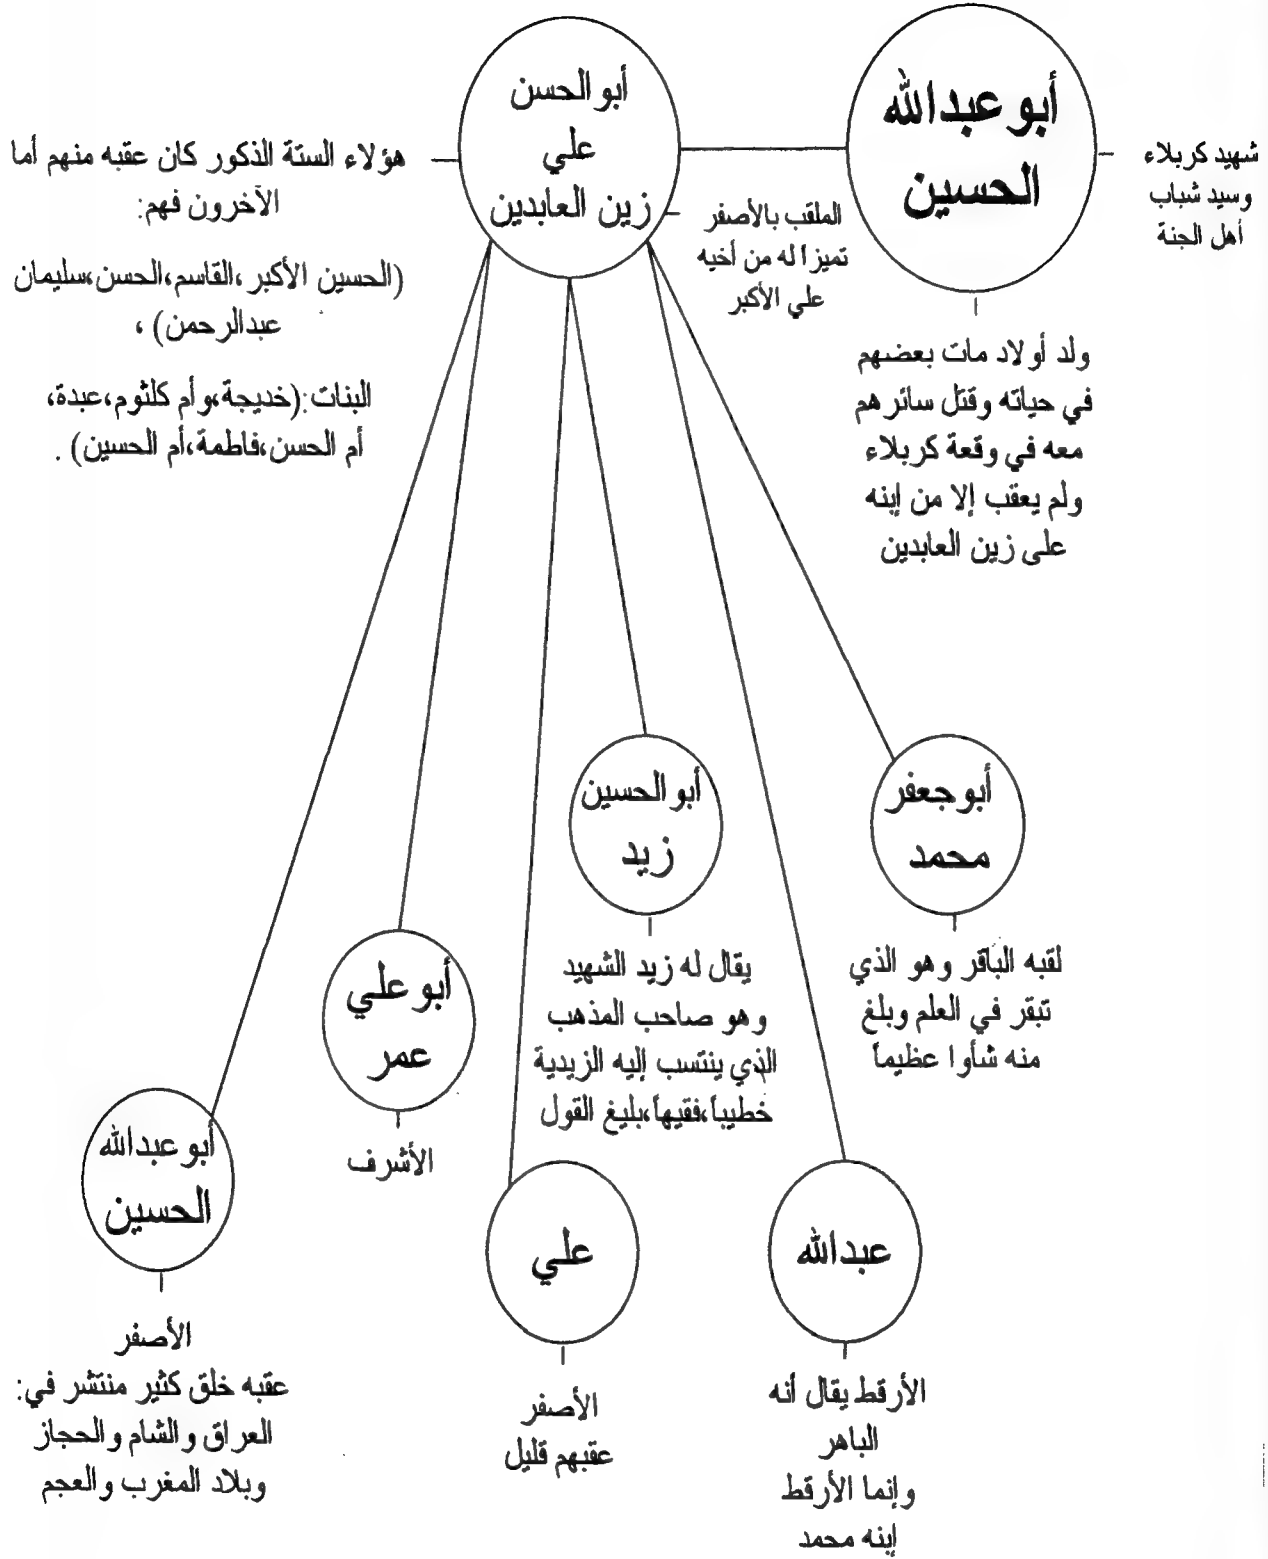 أبو عبدالله
الحسين
شهيد كربلاء
وسيد شباب
أهل الجنة
ولد أولاد مات بعضهم
في حياته وقتل سائرهم
معه في وقعة كربلاء
ولم يعقب إلا من إبنه
على زين العابدين
أبو الحسن
علي
زين العابدين
الملقب بالأصفر
تميزا له من أخيه
علي الأكبر
هؤلاء الستة الذكور كان عقبه منهم أما
الآخرون فهم:
(الحسين الأكبر ،القاسم،الحسن،سليمان
عبدالرحمن) ،
البنات:(خديجة،وأم كلثوم،عبدة،
أم الحسن،فاطمة،أم الحسين) .
أبو جعفر
محمد
لقبه الباقر وهو الذي
تبقر في العلم وبلغ
منه شأوا عظيماً
عبدالله
الأرقط يقال أنه
الباهر
وإنما الأرقط
إبنه محمد
أبو الحسين
زيد
يقال له زيد الشهيد
وهو صاحب المذهب
الذي ينتسب إليه الزيدية
خطيباً،فقيهاً،بليغ القول
علي
الأصفر
عقبهم قليل
أبو علي
عمر
الأشرف
أبو عبدالله
الحسين
الأصفر
عقبه خلق كثير منتشر في:
العراق والشام والحجاز
وبلاد المغرب والعجم